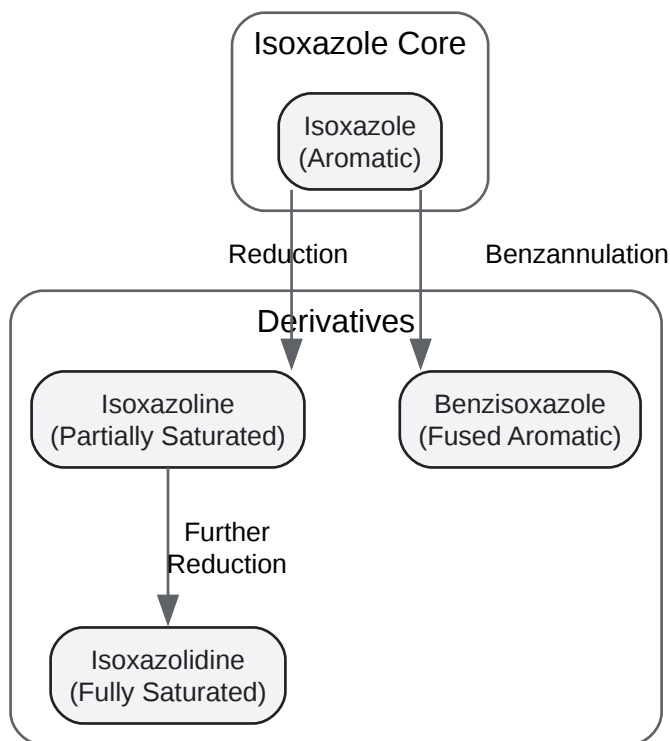 Isoxazole Core
Isoxazole
(Aromatic)
Reduction
Benzannulation
Derivatives
Isoxazoline
(Partially Saturated)
Benzisoxazole
(Fused Aromatic)
Further
Reduction
Isoxazolidine
(Fully Saturated)